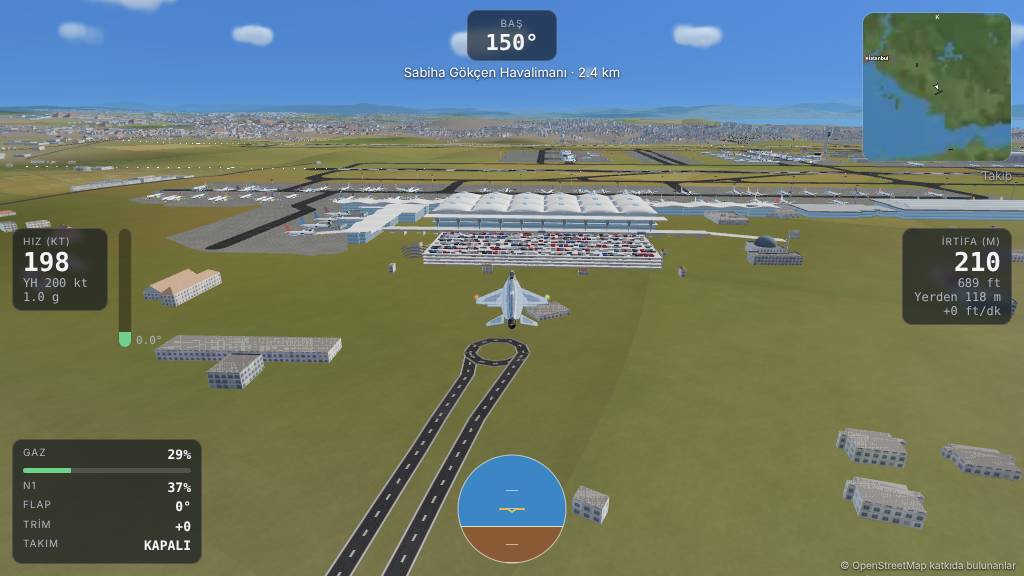 BAŞ
150°
Sabiha Gökçen Havalimanı · 2.4 km
K
İstanbul
Takip
HIZ (KT)
198
YH 200 kt
1.0 g
0.0°
İRTİFA (M)
210
689 ft
Yerden 118 m
+0 ft/dk
GAZ 29%
N1 37%
FLAP 0°
TRİM +0
TAKIM KAPALI
© OpenStreetMap katkıda bulunanlar